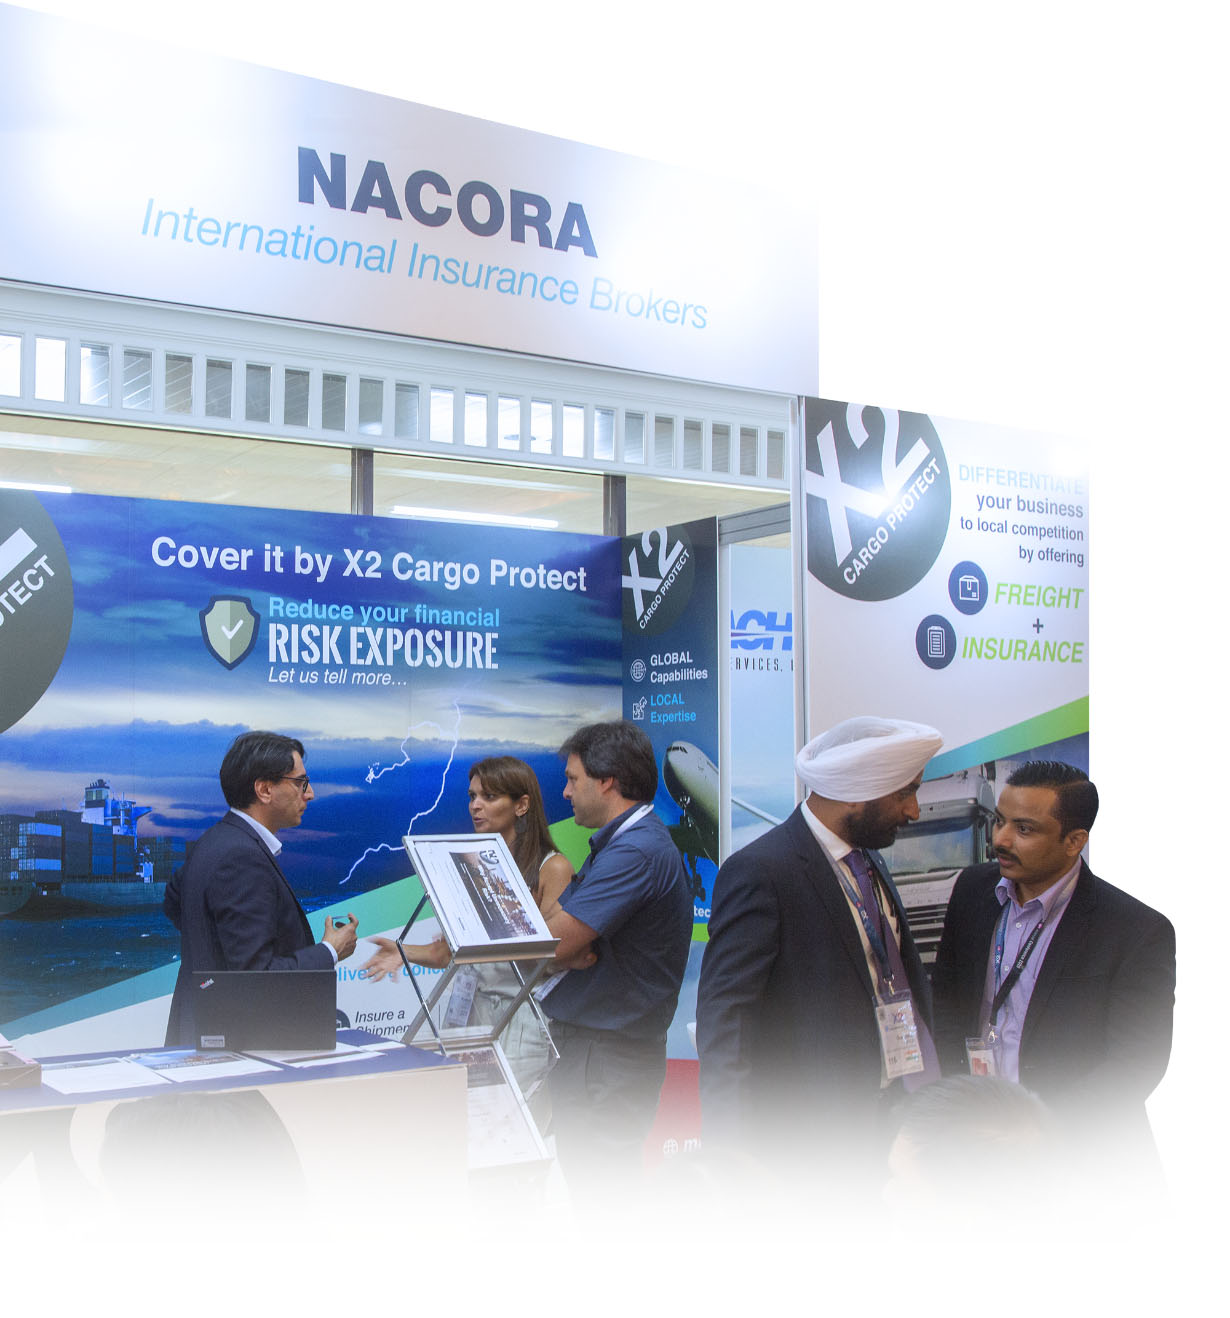 NACORA
International Insurance Brokers
TECT
Cover it by X2 Cargo Protect
Reduce your financial
RISK EXPOSURE
Let us tell more...
Insure a
X2
CARGO PROTECT
GLOBAL
Capabilities
LOCAL
Expertise
X2
CARGO PROTECT
DIFFERENTIATE
your business
to local competition
by offering
FREIGHT
+
INSURANCE